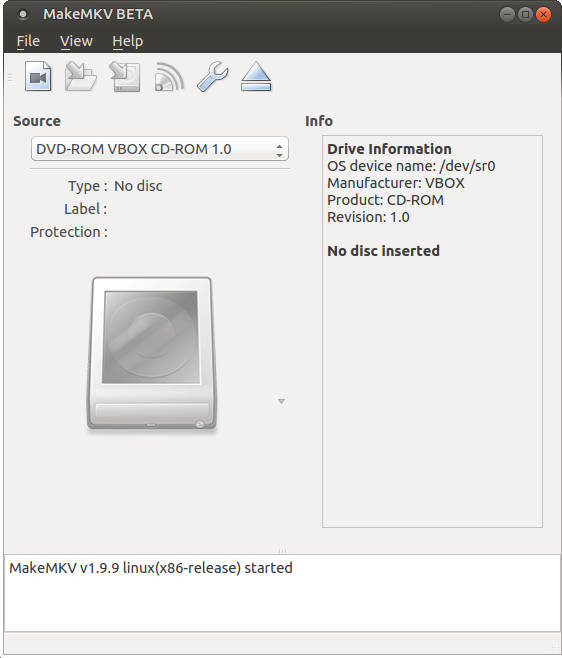 MakeMKV BETA
File View Help
Source
DVD-ROM VBOX CD-ROM 1.0
Type : No disc
Label :
Protection :
Info
Drive Information
OS device name: /dev/sr0
Manufacturer: VBOX
Product: CD-ROM
Revision: 1.0
No disc inserted
MakeMKV v1.9.9 linux(x86-release) started